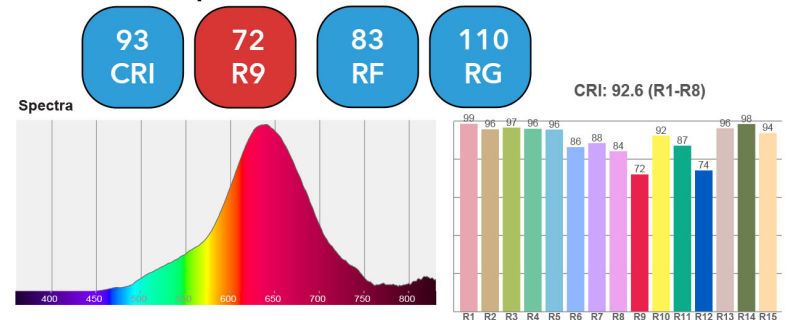 93 CRI
72 R9
83 RF
110 RG
CRI: 92.6 (R1-R8)
Spectra
400 450 500 550 600 650 700 750 800
99 96 97 96 96 86 88 84 72 92 87 74 96 98 94
R1 R2 R3 R4 R5 R6 R7 R8 R9 R10 R11 R12 R13 R14 R15